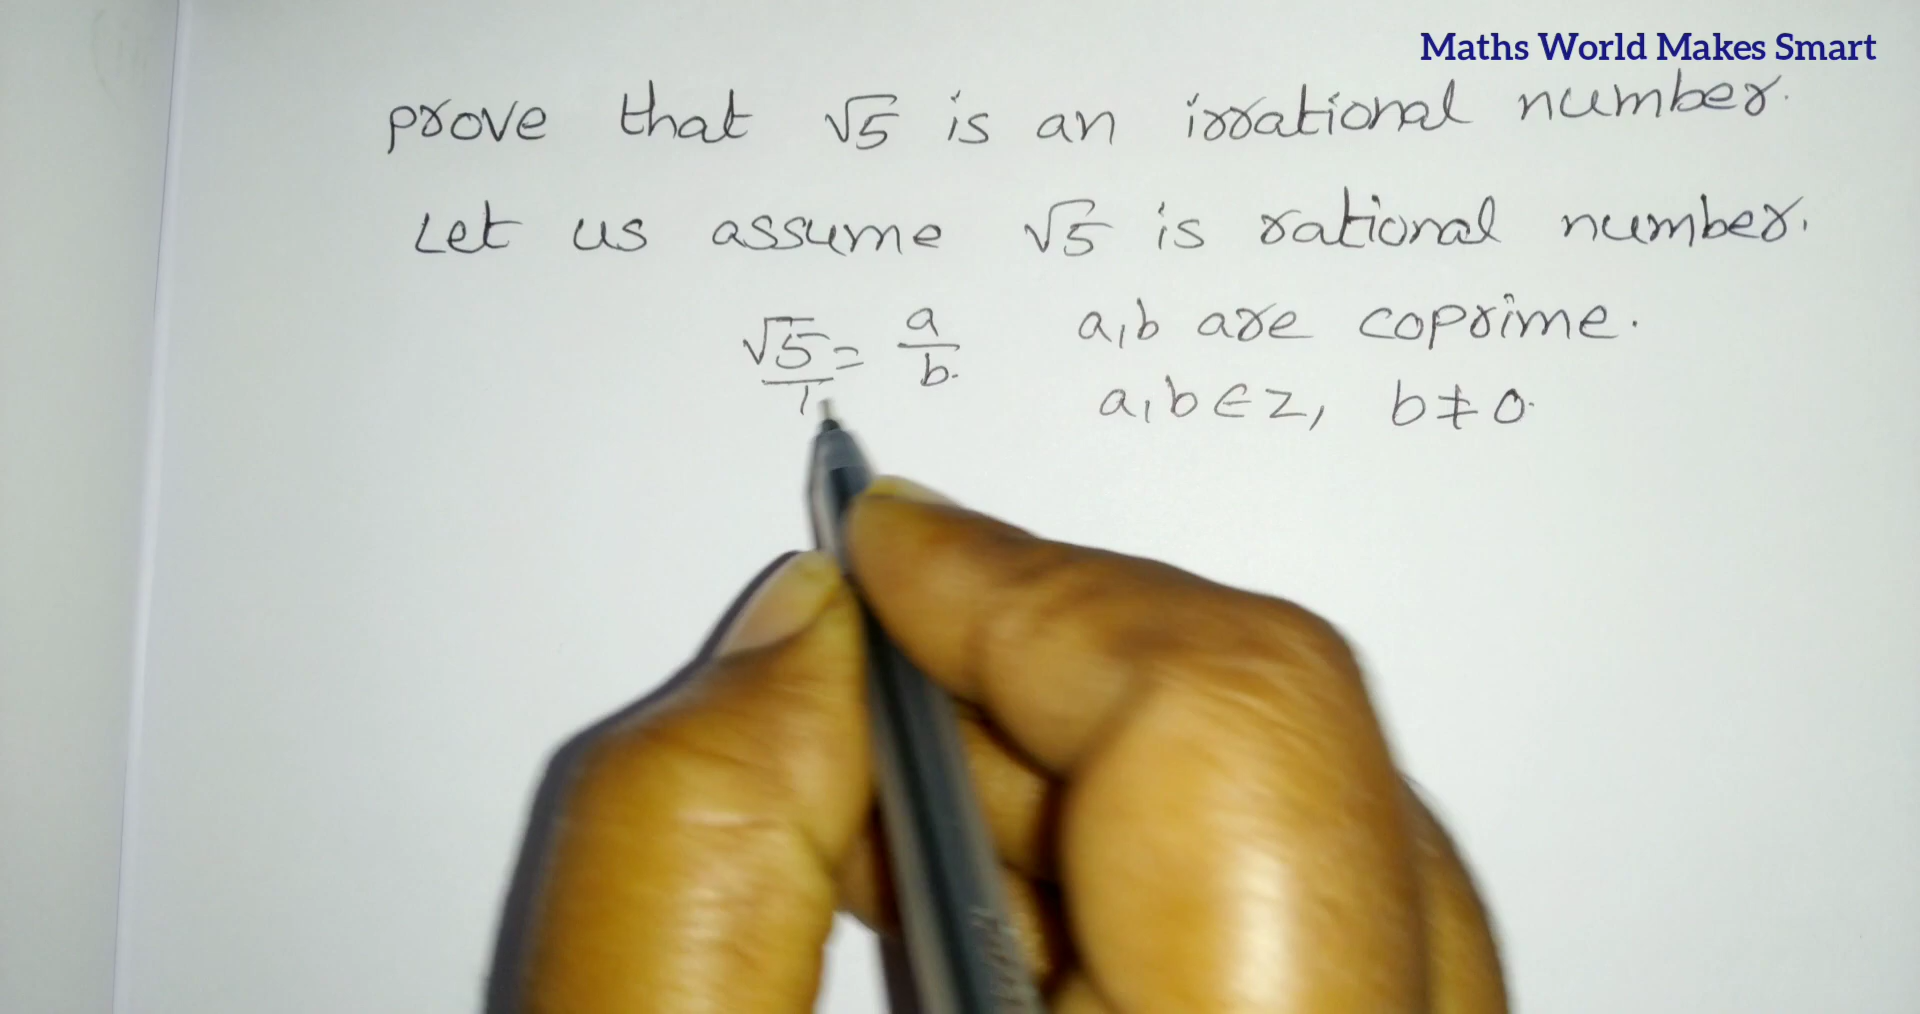 Maths World Makes Smart
prove that √5 is an irrational number.
Let us assume √5 is rational number.
√5/1 = a/b. a,b are coprime.
a,b ∈ Z, b ≠ 0.